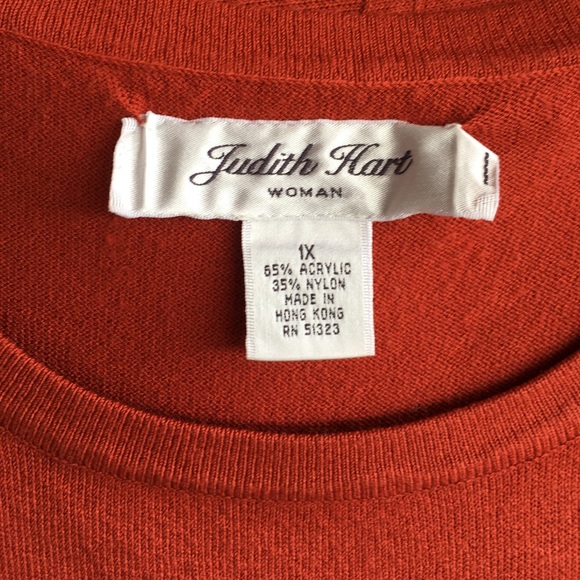 Judith Hart
WOMAN
1X
65% ACRYLIC
35% NYLON
MADE IN
HONG KONG
RN 51323